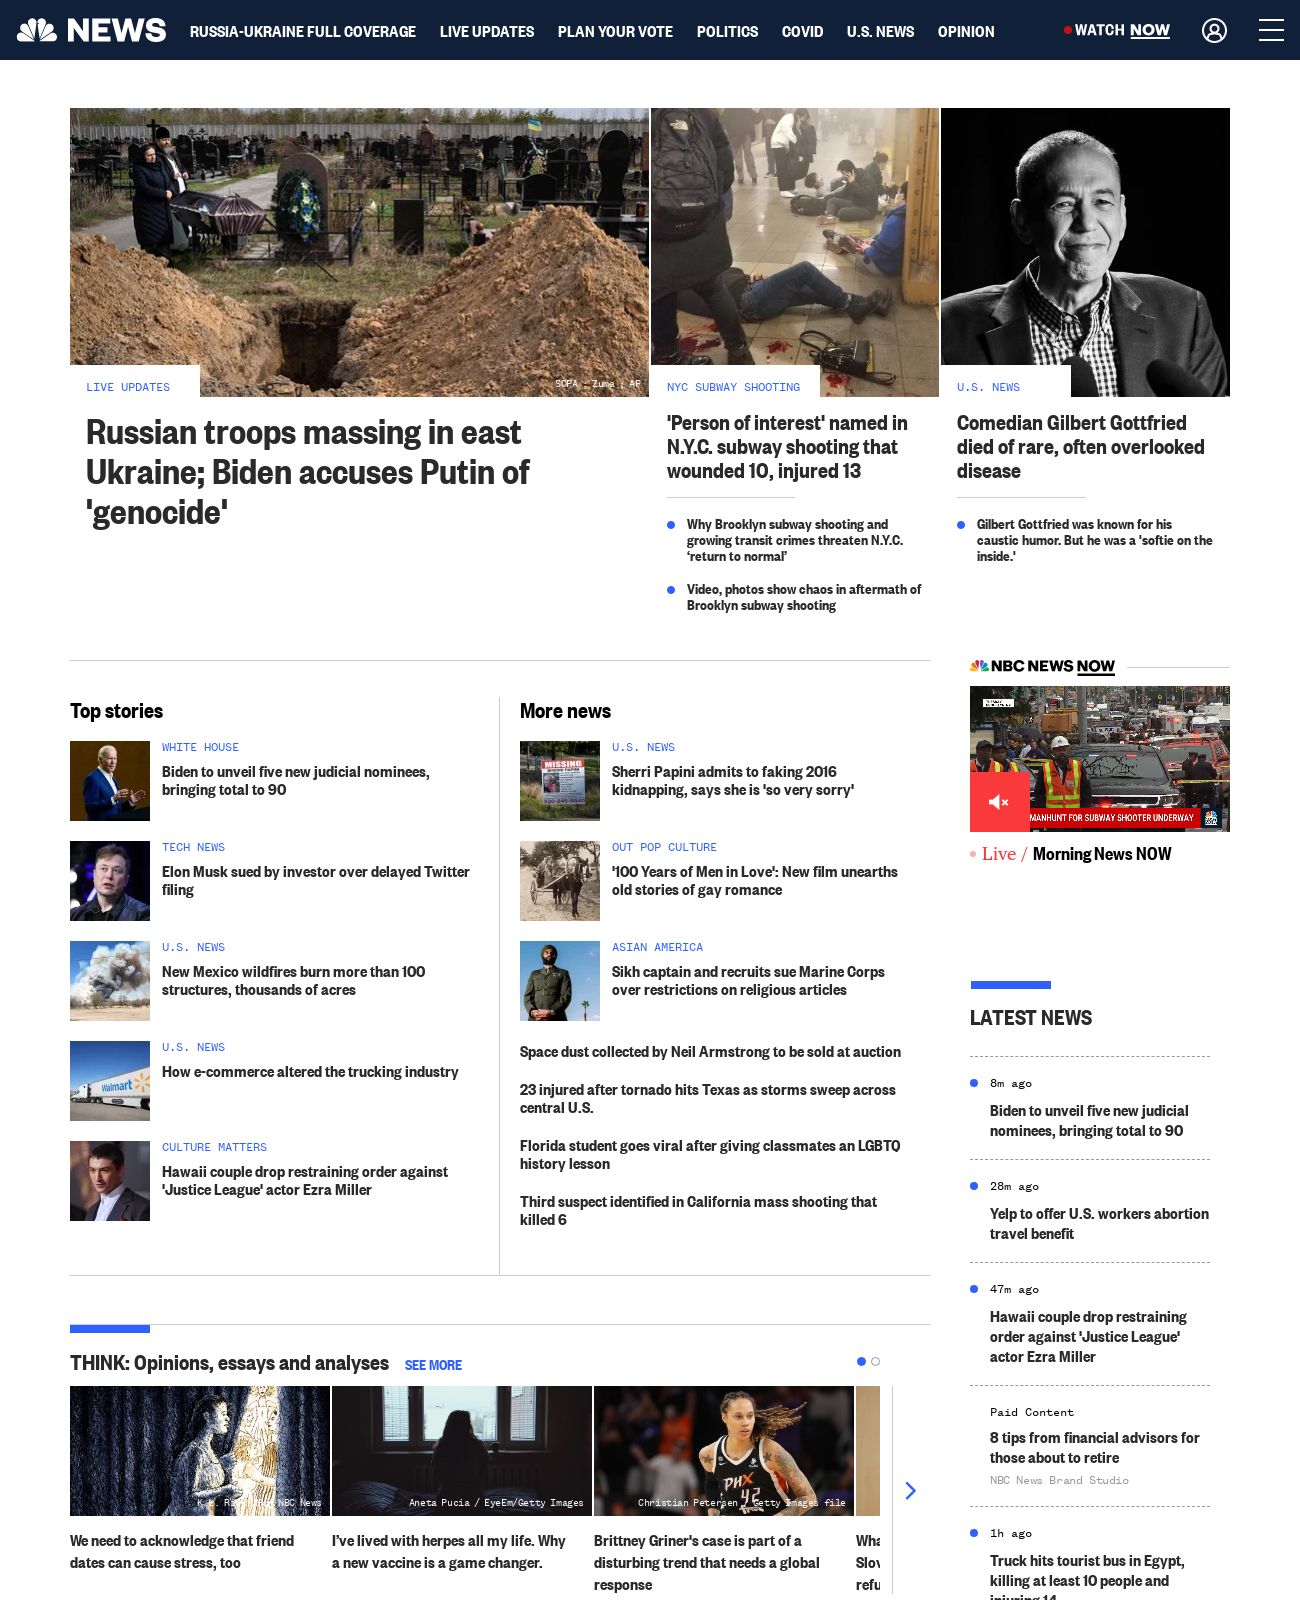 NEWS
RUSSIA-UKRAINE FULL COVERAGE
LIVE UPDATES
PLAN YOUR VOTE
POLITICS
COVID
U.S. NEWS
OPINION
WATCH NOW
SOPA / Zuma / AP
LIVE UPDATES
Russian troops massing in east
Ukraine; Biden accuses Putin of
'genocide'
NYC SUBWAY SHOOTING
'Person of interest' named in
N.Y.C. subway shooting that
wounded 10, injured 13
Why Brooklyn subway shooting and
growing transit crimes threaten N.Y.C.
‘return to normal’
Video, photos show chaos in aftermath of
Brooklyn subway shooting
U.S. NEWS
Comedian Gilbert Gottfried
died of rare, often overlooked
disease
Gilbert Gottfried was known for his
caustic humor. But he was a 'softie on the
inside.'
Top stories
WHITE HOUSE
Biden to unveil five new judicial nominees,
bringing total to 90
TECH NEWS
Elon Musk sued by investor over delayed Twitter
filing
U.S. NEWS
New Mexico wildfires burn more than 100
structures, thousands of acres
Walmart
U.S. NEWS
How e-commerce altered the trucking industry
CULTURE MATTERS
Hawaii couple drop restraining order against
'Justice League' actor Ezra Miller
More news
MISSING
U.S. NEWS
Sherri Papini admits to faking 2016
kidnapping, says she is 'so very sorry'
OUT POP CULTURE
'100 Years of Men in Love': New film unearths
old stories of gay romance
ASIAN AMERICA
Sikh captain and recruits sue Marine Corps
over restrictions on religious articles
Space dust collected by Neil Armstrong to be sold at auction
23 injured after tornado hits Texas as storms sweep across
central U.S.
Florida student goes viral after giving classmates an LGBTQ
history lesson
Third suspect identified in California mass shooting that
killed 6
NBC NEWS NOW
MANHUNT FOR SUBWAY SHOOTER UNDERWAY
Live / Morning News NOW
LATEST NEWS
8m ago
Biden to unveil five new judicial
nominees, bringing total to 90
28m ago
Yelp to offer U.S. workers abortion
travel benefit
47m ago
Hawaii couple drop restraining
order against 'Justice League'
actor Ezra Miller
Paid Content
8 tips from financial advisors for
those about to retire
NBC News Brand Studio
1h ago
Truck hits tourist bus in Egypt,
killing at least 10 people and
injuring 14
THINK: Opinions, essays and analyses
SEE MORE
NBC News
We need to acknowledge that friend
dates can cause stress, too
Aneta Pucia / EyeEm/Getty Images
I've lived with herpes all my life. Why
a new vaccine is a game changer.
PHX
42
Christian Petersen / Getty Images file
Brittney Griner's case is part of a
disturbing trend that needs a global
response
Wha
Slov
refu